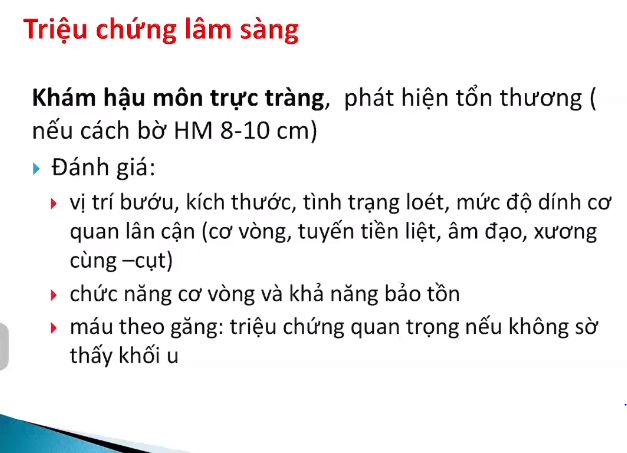 Triệu chứng lâm sàng
Khám hậu môn trực tràng, phát hiện tổn thương (
nếu cách bờ HM 8-10 cm)
Đánh giá:
vị trí bướu, kích thước, tình trạng loét, mức độ dính cơ
quan lân cận (cơ vòng, tuyến tiền liệt, âm đạo, xương
cùng –cụt)
chức năng cơ vòng và khả năng bảo tồn
máu theo găng: triệu chứng quan trọng nếu không sờ
thấy khối u